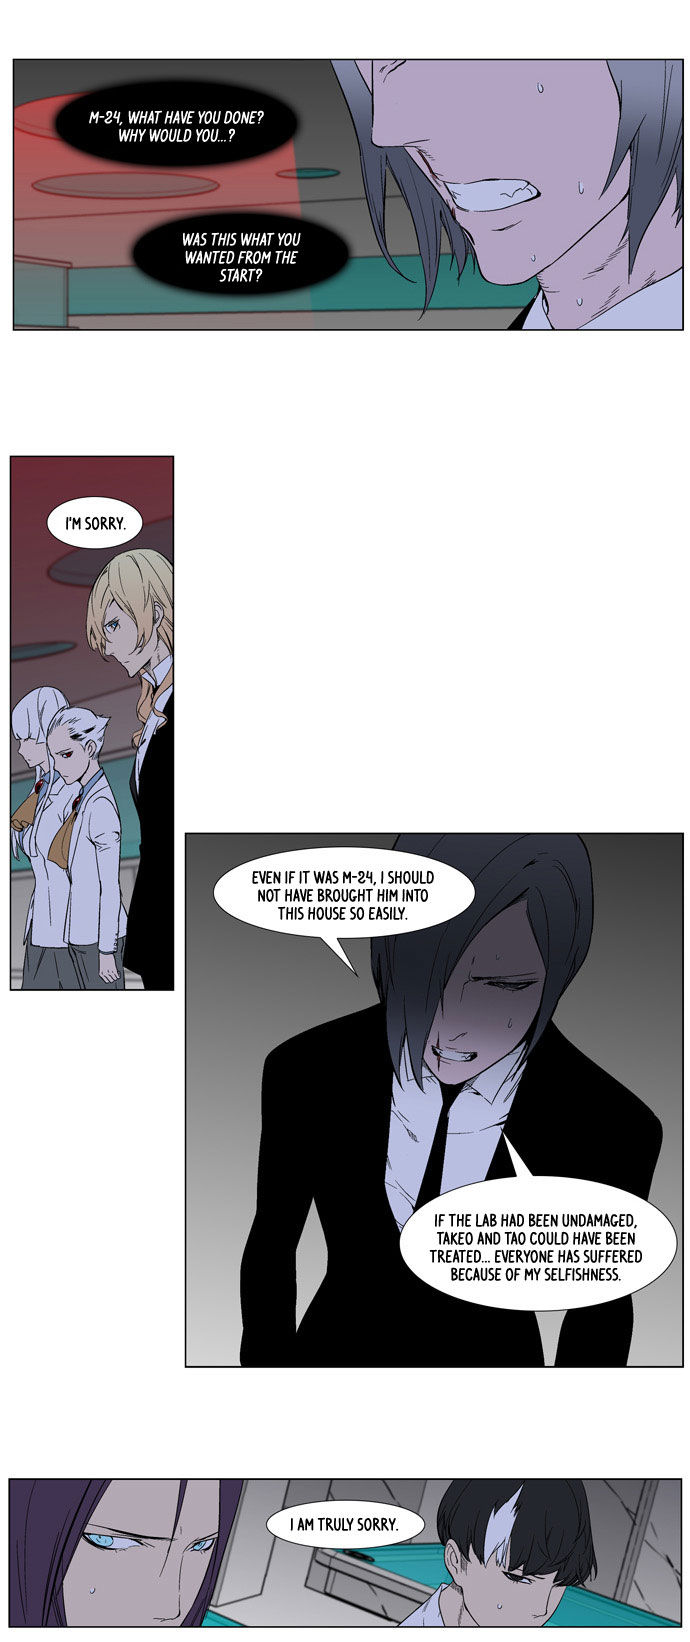 M-24, WHAT HAVE YOU DONE?
WHY WOULD YOU...?
WAS THIS WHAT YOU
WANTED FROM THE
START?
I'M SORRY.
EVEN IF IT WAS M-24, I SHOULD
NOT HAVE BROUGHT HIM INTO
THIS HOUSE SO EASILY.
IF THE LAB HAD BEEN UNDAMAGED,
TAKEO AND TAO COULD HAVE BEEN
TREATED... EVERYONE HAS SUFFERED
BECAUSE OF MY SELFISHNESS.
I AM TRULY SORRY.